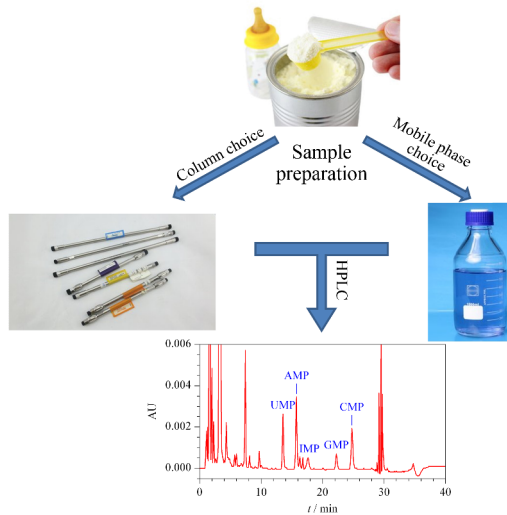 Column choice
Sample
preparation
Mobile phase
choice
HPLC
0.006
0.004
0.002
0.000
AU
UMP
AMP
IMP
GMP
CMP
0
10
20
30
40
t / min